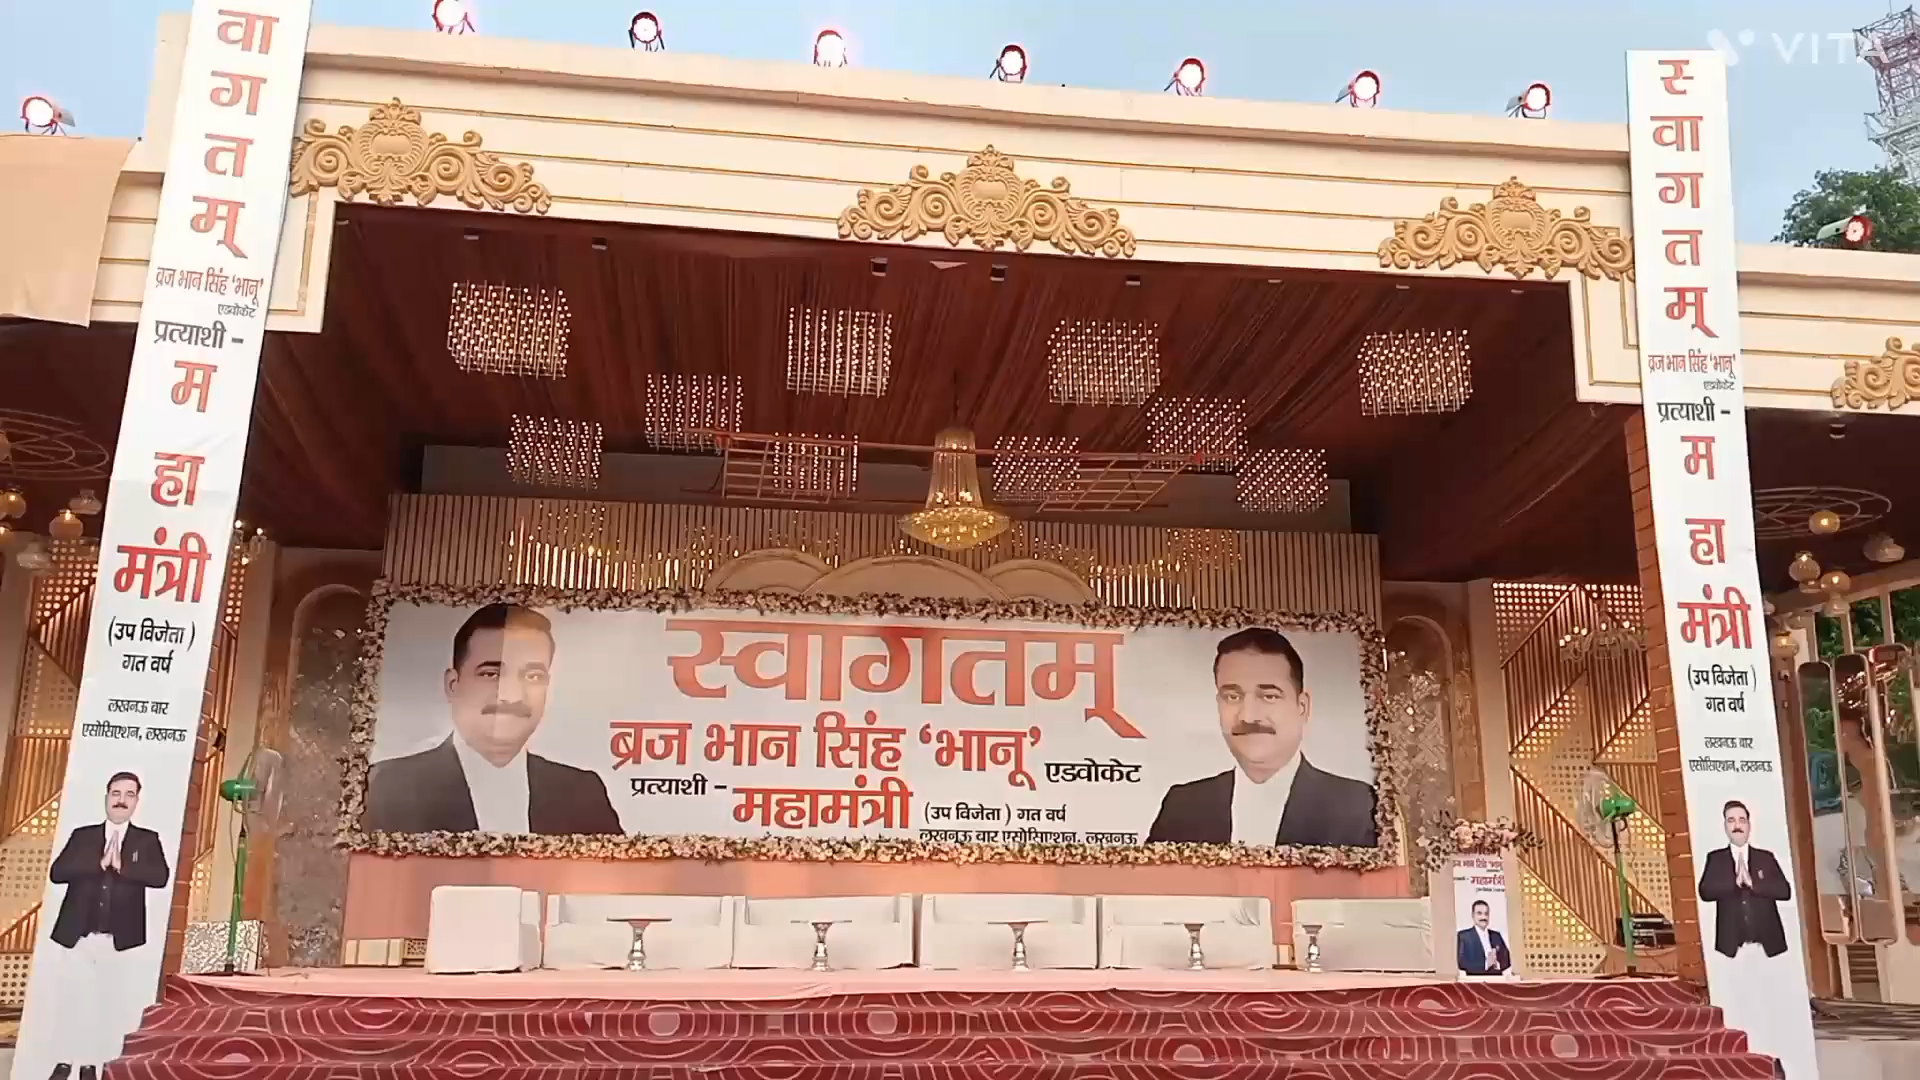 VITA
वा
ग
त
म्
ब्रज भान सिंह 'भानू'
एडवोकेट
प्रत्याशी -
म
हा
मंत्री
(उप विजेता)
गत वर्ष
लखनऊ बार
एसोसिएशन, लखनऊ
स्वागतम्
ब्रज भान सिंह 'भानू' एडवोकेट
प्रत्याशी - महामंत्री (उप विजेता) गत वर्ष
लखनऊ बार एसोसिएशन, लखनऊ
ब्रज भान सिंह 'भानू'
महामंत्री
स्
वा
ग
त
म्
ब्रज भान सिंह 'भानू'
एडवोकेट
प्रत्याशी -
म
हा
मंत्री
(उप विजेता)
गत वर्ष
लखनऊ बार
एसोसिएशन, लखनऊ